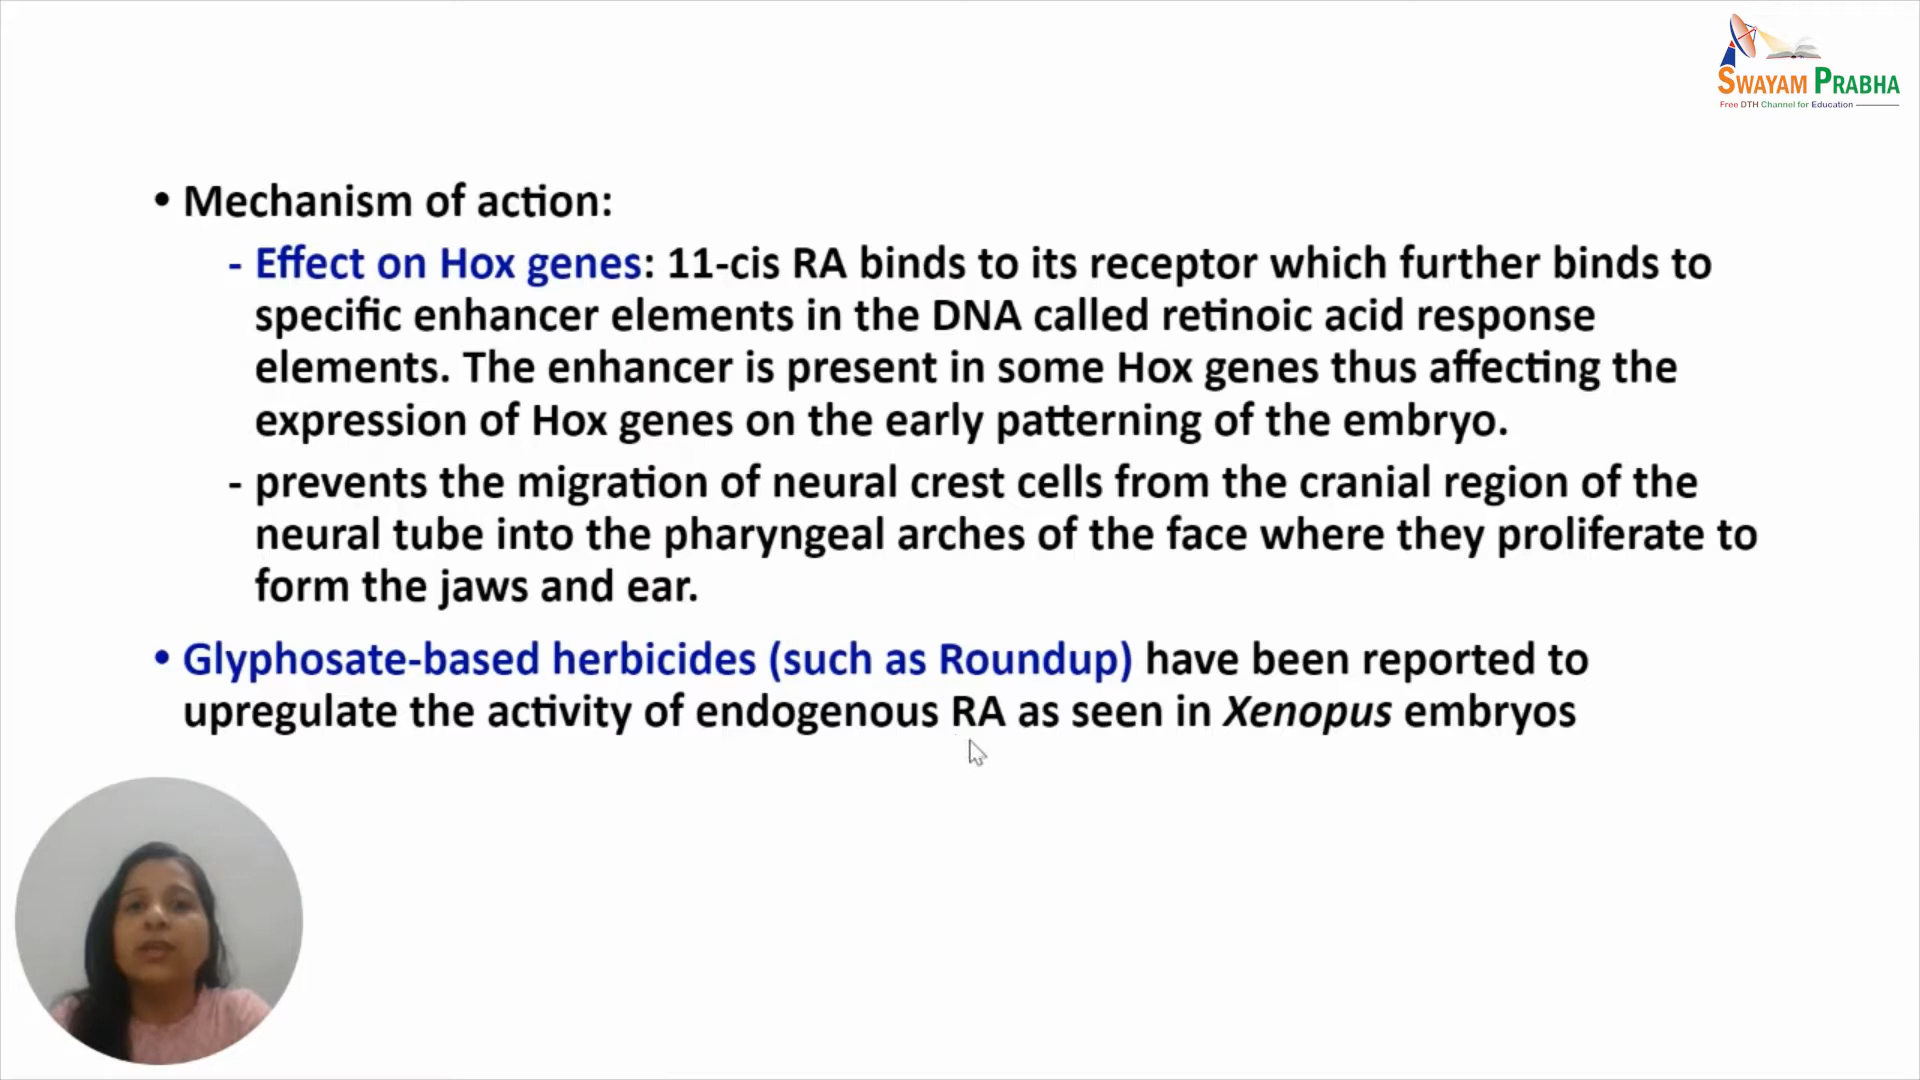 SWAYAM PRABHA
Free DTH Channel for Education
• Mechanism of action:
- Effect on Hox genes: 11-cis RA binds to its receptor which further binds to
specific enhancer elements in the DNA called retinoic acid response
elements. The enhancer is present in some Hox genes thus affecting the
expression of Hox genes on the early patterning of the embryo.
- prevents the migration of neural crest cells from the cranial region of the
neural tube into the pharyngeal arches of the face where they proliferate to
form the jaws and ear.
• Glyphosate-based herbicides (such as Roundup) have been reported to
upregulate the activity of endogenous RA as seen in Xenopus embryos